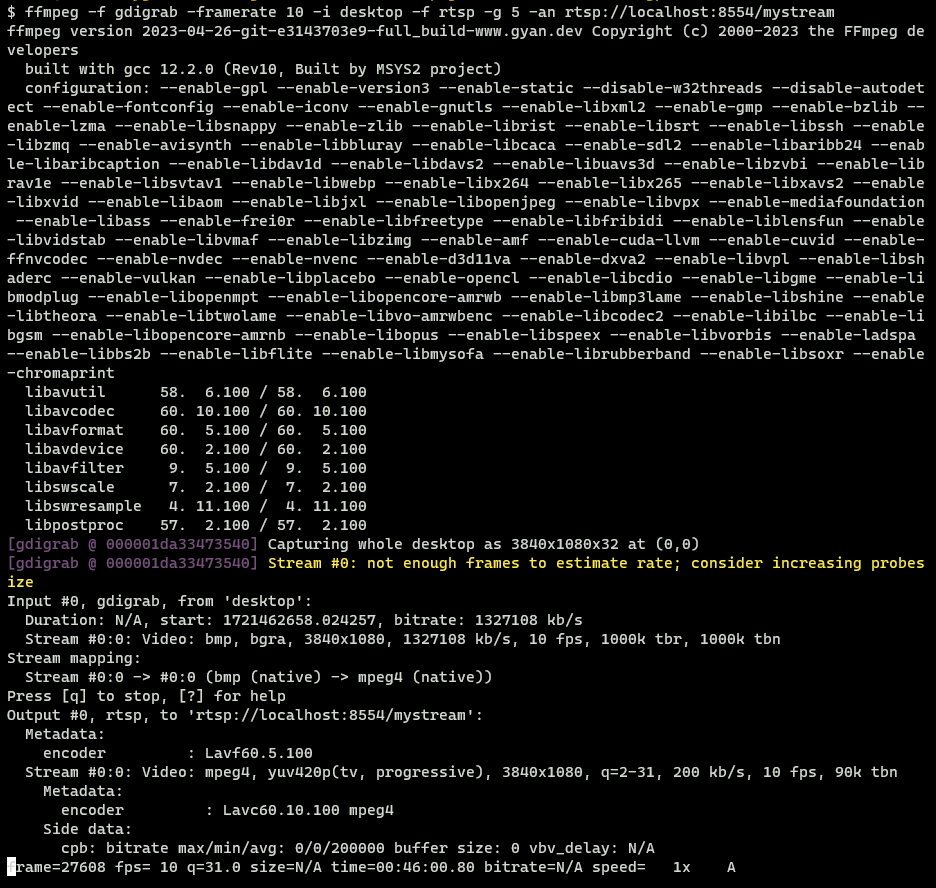 $ ffmpeg -f gdigrab -framerate 10 -i desktop -f rtsp -g 5 -an rtsp://localhost:8554/mystream
ffmpeg version 2023-04-26-git-e3143703e9-full_build-www.gyan.dev Copyright (c) 2000-2023 the FFmpeg de
velopers
  built with gcc 12.2.0 (Rev10, Built by MSYS2 project)
  configuration: --enable-gpl --enable-version3 --enable-static --disable-w32threads --disable-autodet
ect --enable-fontconfig --enable-iconv --enable-gnutls --enable-libxml2 --enable-gmp --enable-bzlib --
enable-lzma --enable-libsnappy --enable-zlib --enable-librist --enable-libsrt --enable-libssh --enable
-libzmq --enable-avisynth --enable-libbluray --enable-libcaca --enable-sdl2 --enable-libaribb24 --enab
le-libaribcaption --enable-libdav1d --enable-libdavs2 --enable-libuavs3d --enable-libzvbi --enable-lib
rav1e --enable-libsvtav1 --enable-libwebp --enable-libx264 --enable-libx265 --enable-libxavs2 --enable
-libxvid --enable-libaom --enable-libjxl --enable-libopenjpeg --enable-libvpx --enable-mediafoundation
 --enable-libass --enable-frei0r --enable-libfreetype --enable-libfribidi --enable-liblensfun --enable
-libvidstab --enable-libvmaf --enable-libzimg --enable-amf --enable-cuda-llvm --enable-cuvid --enable-
ffnvcodec --enable-nvdec --enable-nvenc --enable-d3d11va --enable-dxva2 --enable-libvpl --enable-libsh
aderc --enable-vulkan --enable-libplacebo --enable-opencl --enable-libcdio --enable-libgme --enable-li
bmodplug --enable-libopenmpt --enable-libopencore-amrwb --enable-libmp3lame --enable-libshine --enable
-libtheora --enable-libtwolame --enable-libvo-amrwbenc --enable-libcodec2 --enable-libilbc --enable-li
bgsm --enable-libopencore-amrnb --enable-libopus --enable-libspeex --enable-libvorbis --enable-ladspa 
--enable-libbs2b --enable-libflite --enable-libmysofa --enable-librubberband --enable-libsoxr --enable
-chromaprint
  libavutil      58.  6.100 / 58.  6.100
  libavcodec     60. 10.100 / 60. 10.100
  libavformat    60.  5.100 / 60.  5.100
  libavdevice    60.  2.100 / 60.  2.100
  libavfilter     9.  5.100 /  9.  5.100
  libswscale      7.  2.100 /  7.  2.100
  libswresample   4. 11.100 /  4. 11.100
  libpostproc    57.  2.100 / 57.  2.100
[gdigrab @ 000001da33473540] Capturing whole desktop as 3840x1080x32 at (0,0)
[gdigrab @ 000001da33473540] Stream #0: not enough frames to estimate rate; consider increasing probes
ize
Input #0, gdigrab, from 'desktop':
  Duration: N/A, start: 1721462658.024257, bitrate: 1327108 kb/s
  Stream #0:0: Video: bmp, bgra, 3840x1080, 1327108 kb/s, 10 fps, 1000k tbr, 1000k tbn
Stream mapping:
  Stream #0:0 -> #0:0 (bmp (native) -> mpeg4 (native))
Press [q] to stop, [?] for help
Output #0, rtsp, to 'rtsp://localhost:8554/mystream':
  Metadata:
    encoder         : Lavf60.5.100
  Stream #0:0: Video: mpeg4, yuv420p(tv, progressive), 3840x1080, q=2-31, 200 kb/s, 10 fps, 90k tbn
    Metadata:
      encoder         : Lavc60.10.100 mpeg4
    Side data:
      cpb: bitrate max/min/avg: 0/0/200000 buffer size: 0 vbv_delay: N/A
frame=27608 fps= 10 q=31.0 size=N/A time=00:46:00.80 bitrate=N/A speed=   1x    A